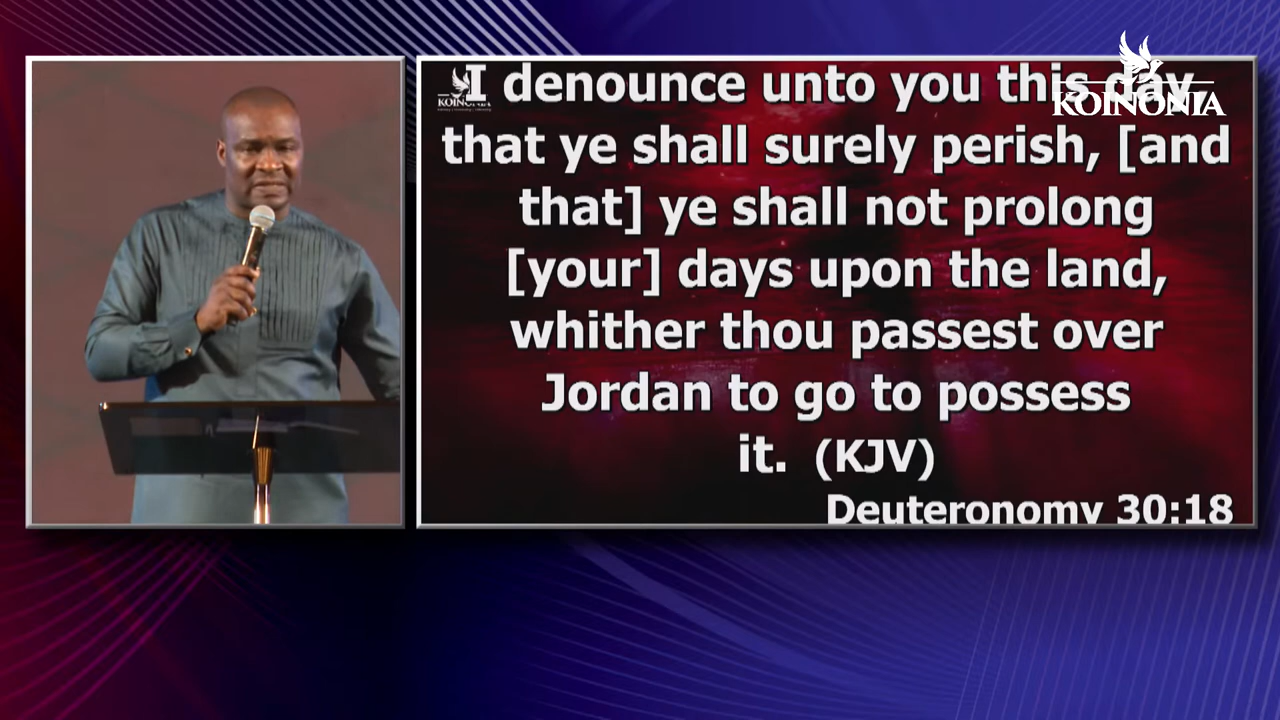 I denounce unto you this day
that ye shall surely perish, [and
that] ye shall not prolong
[your] days upon the land,
whither thou passest over
Jordan to go to possess
it. (KJV)
Deuteronomy 30:18
KOINONIA
KOINONIA